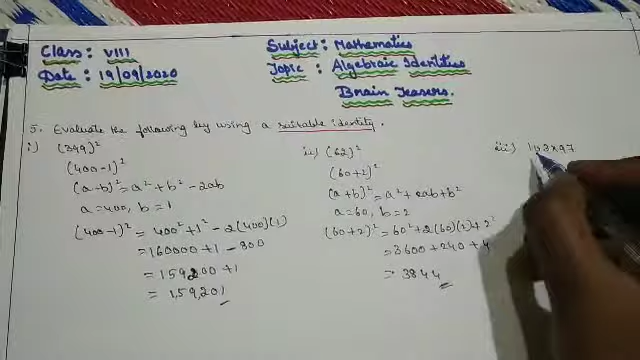 Class: VIII
Subject: Mathematics
Date: 19/09/2020
Topic: Algebraic Identities
Brain Teasers.
5. Evaluate the following by using a suitable identity.
i) (399)²
(400-1)²
(a-b)² = a²+b²-2ab
a=400, b=1
(400-1)² = 400²+1²-2(400)(1)
=160000+1-800
=159200+1
=1,59,201
ii) (62)²
(60+2)²
(a+b)² = a²+2ab+b²
a=60, b=2
(60+2)² = 60²+2(60)(2)+2²
=3600+240+4
=3844
iii) 103×97